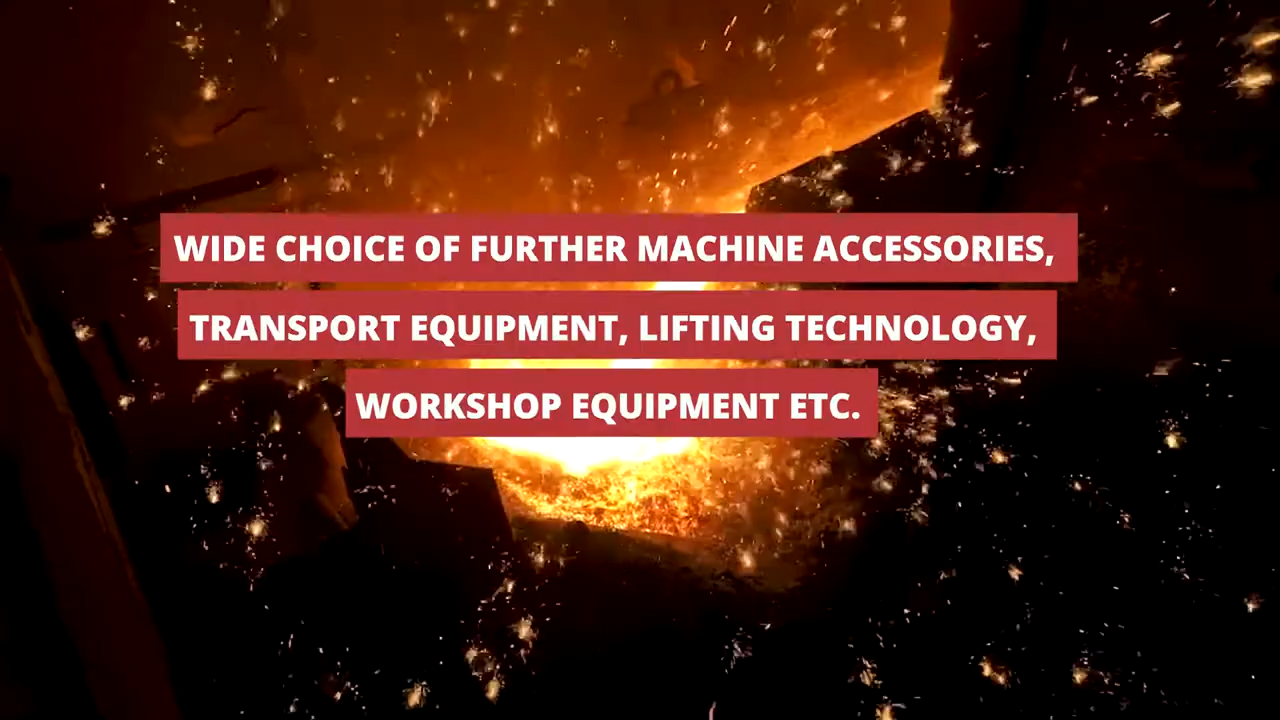 WIDE CHOICE OF FURTHER MACHINE ACCESSORIES,
TRANSPORT EQUIPMENT, LIFTING TECHNOLOGY,
WORKSHOP EQUIPMENT ETC.